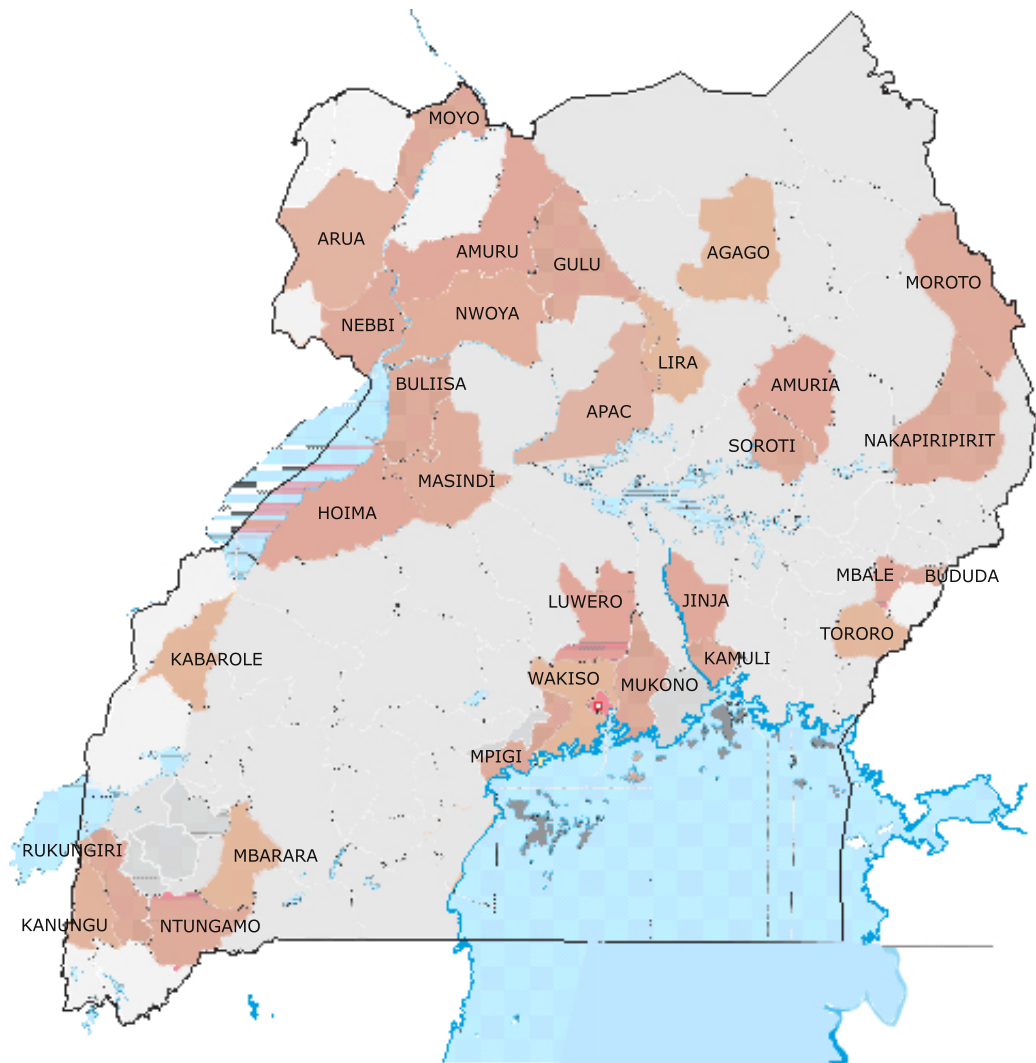 MOYO
ARUA
AMURU
GULU
AGAGO
MOROTO
NEBBI
NWOYA
LIRA
BULIISA
AMURIA
APAC
SOROTI
NAKAPIRIPIRIT
MASINDI
HOIMA
MBALE
BUDUDA
LUWERO
JINJA
TORORO
KABAROLE
KAMULI
WAKISO
MUKONO
MPIGI
RUKUNGIRI
MBARARA
KANUNGU
NTUNGAMO